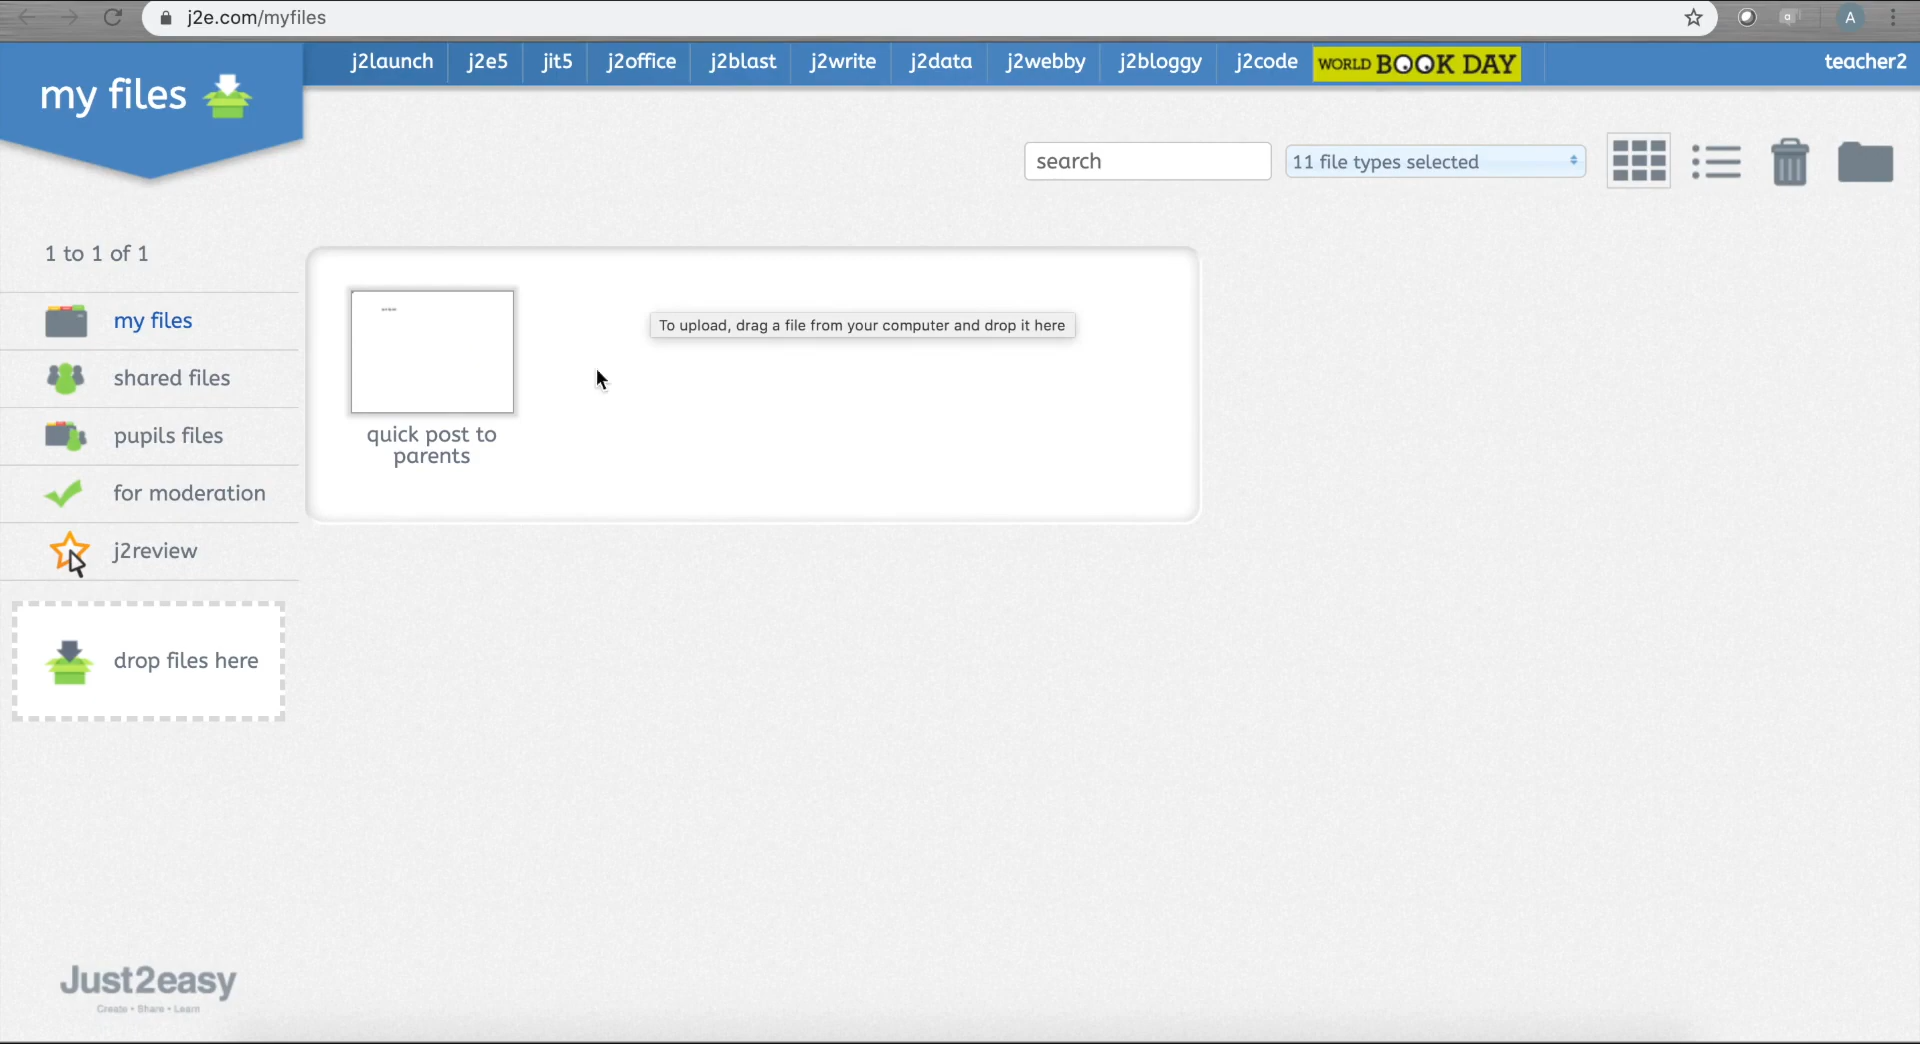 j2e.com/myfiles
A
my files
j2launch
j2e5
jit5
j2office
j2blast
j2write
j2data
j2webby
j2bloggy
j2code
WORLD BOOK DAY
teacher2
search
11 file types selected
1 to 1 of 1
my files
shared files
pupils files
for moderation
j2review
drop files here
To upload, drag a file from your computer and drop it here
quick post to
parents
Just2easy
Create • Share • Learn